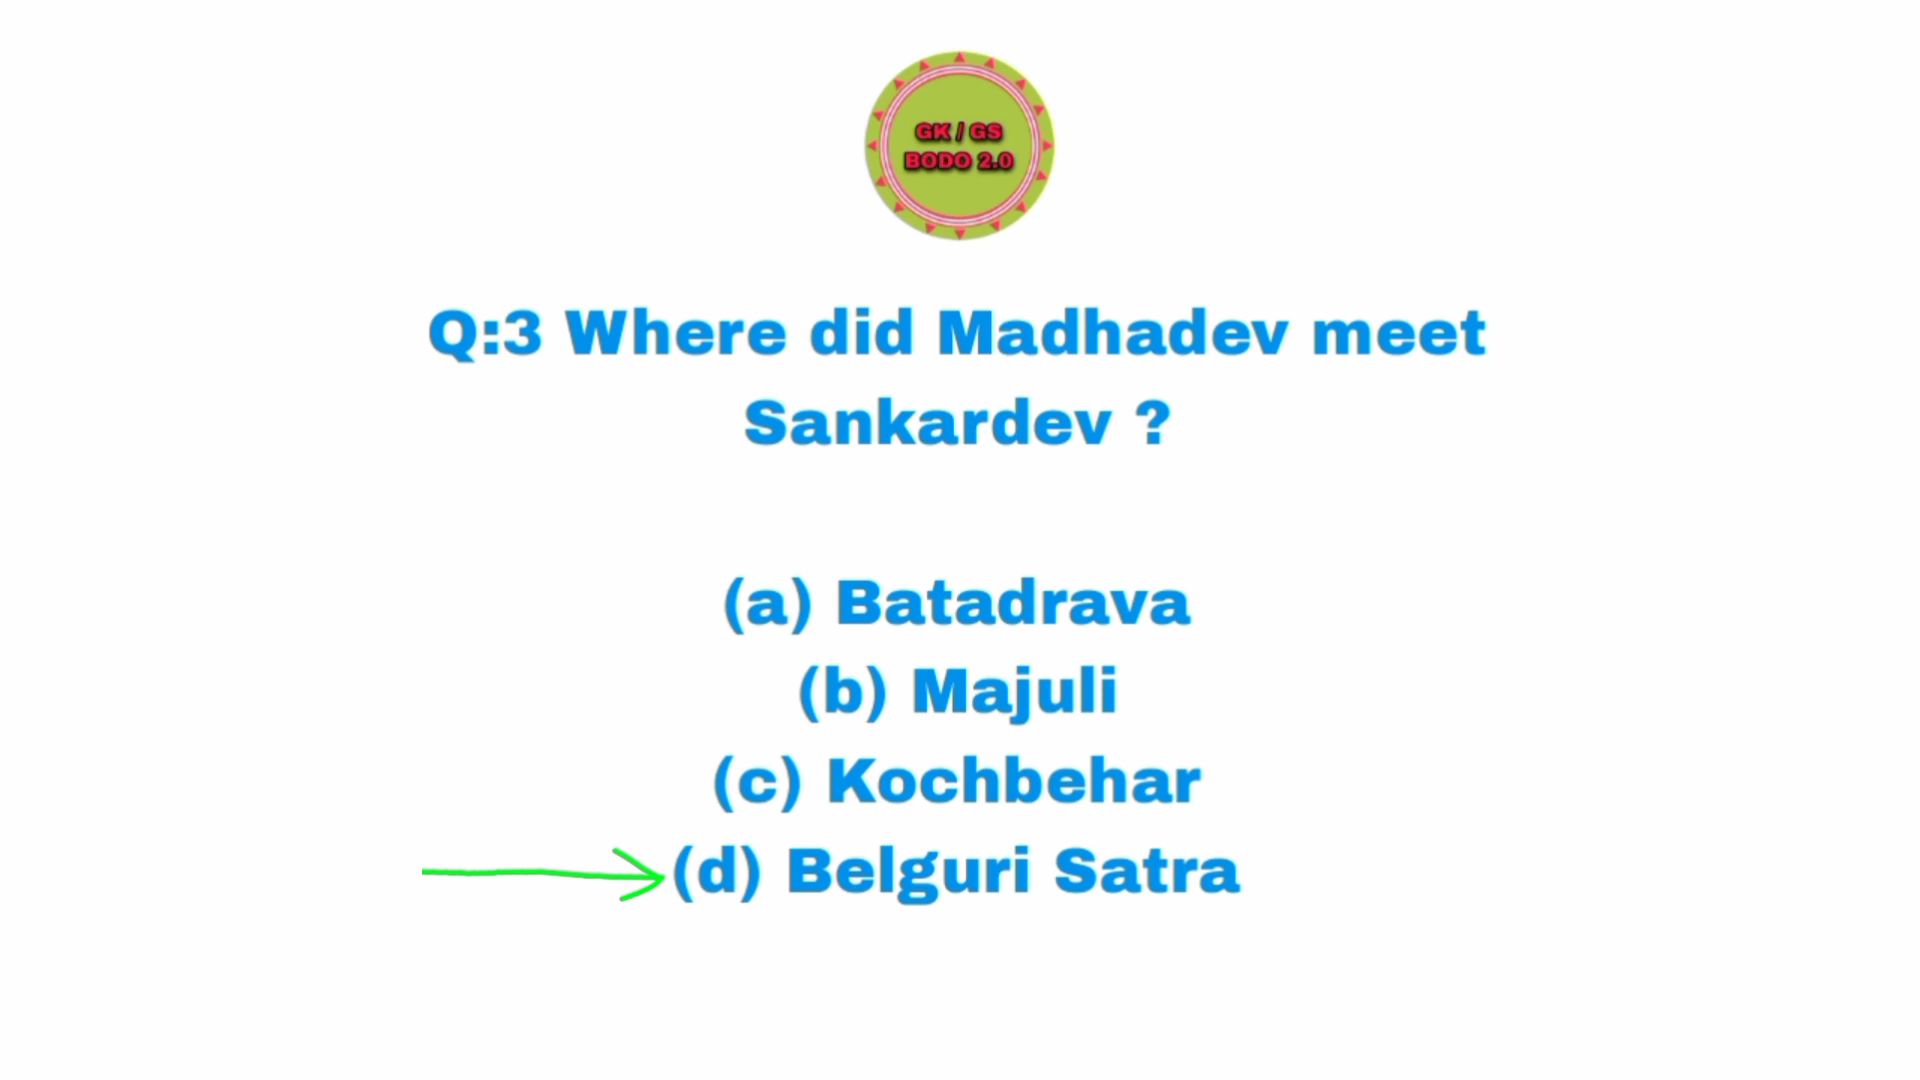 GK / GS
BODO 2.0
Q:3 Where did Madhadev meet
Sankardev ?
(a) Batadrava
(b) Majuli
(c) Kochbehar
(d) Belguri Satra